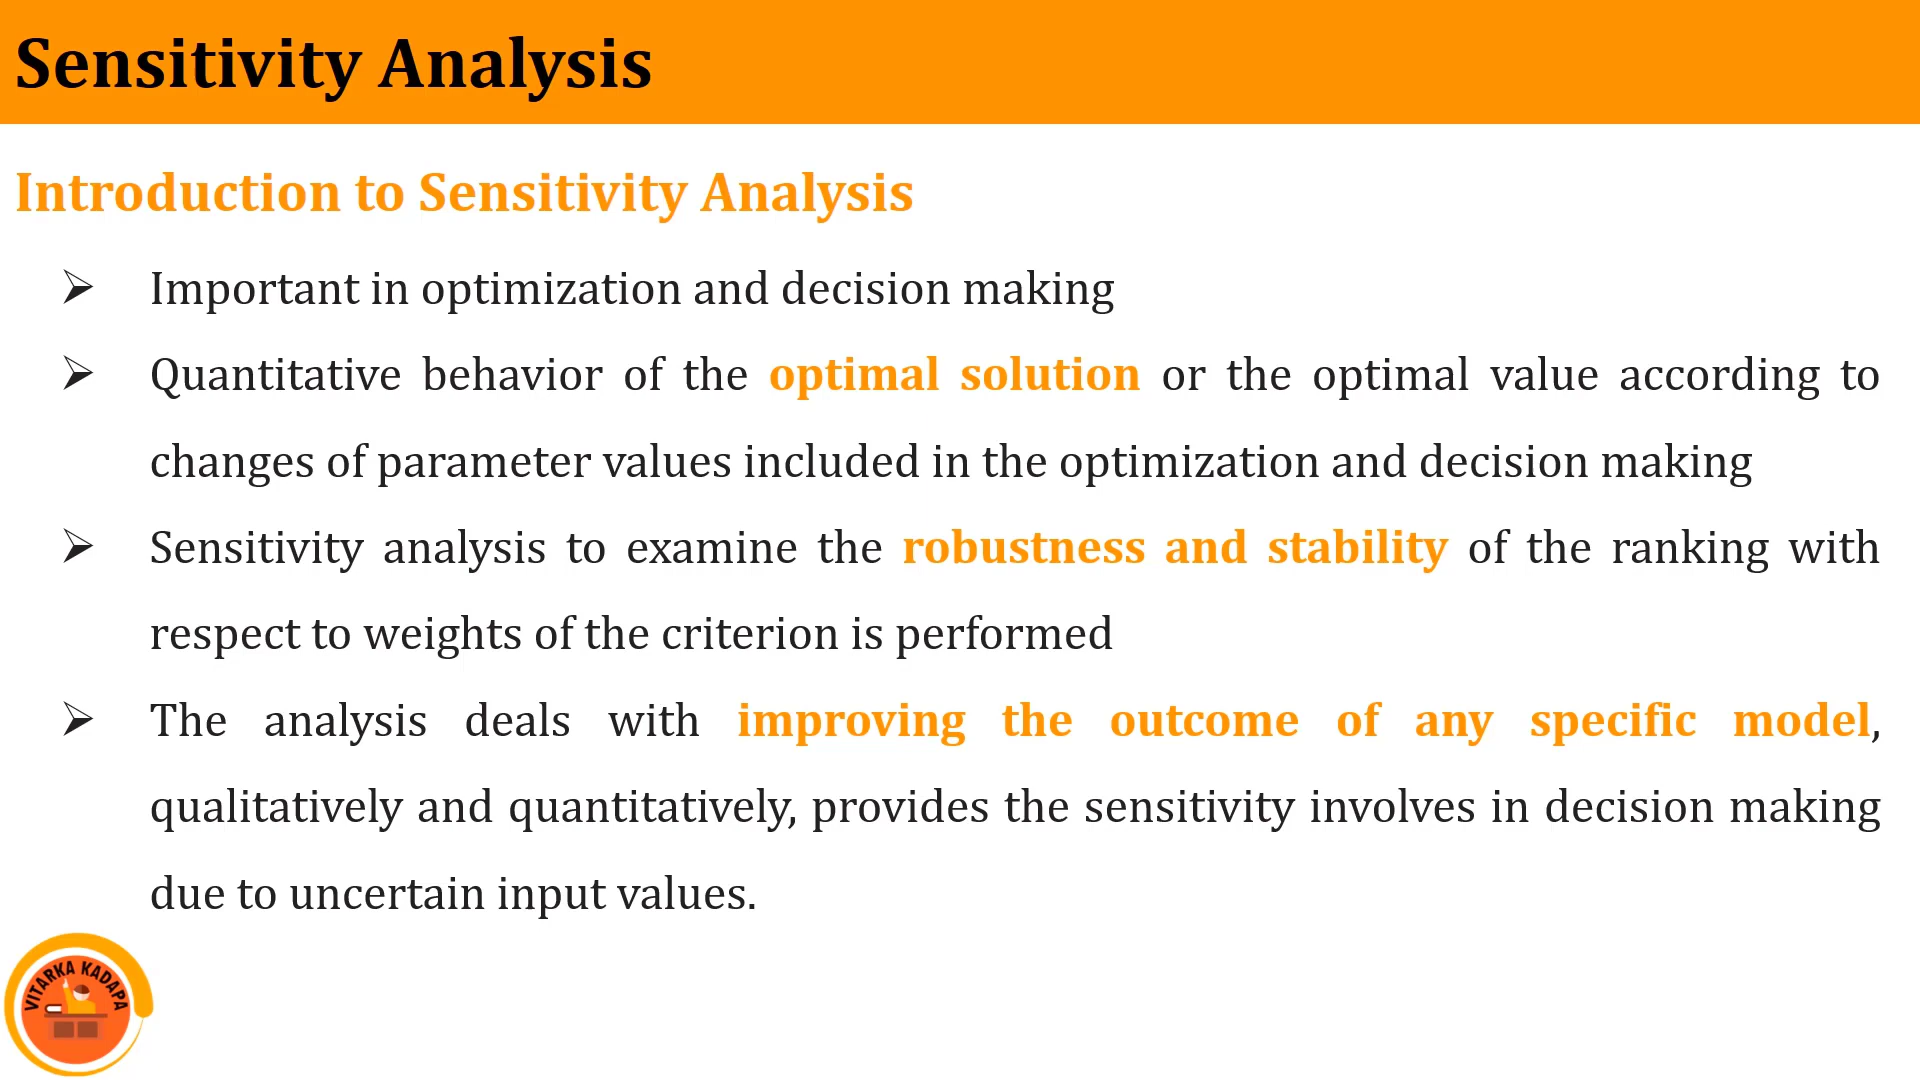 Sensitivity Analysis
Introduction to Sensitivity Analysis
➢ Important in optimization and decision making
➢ Quantitative behavior of the optimal solution or the optimal value according to
changes of parameter values included in the optimization and decision making
➢ Sensitivity analysis to examine the robustness and stability of the ranking with
respect to weights of the criterion is performed
➢ The analysis deals with improving the outcome of any specific model,
qualitatively and quantitatively, provides the sensitivity involves in decision making
due to uncertain input values.
VITARKA KADAPA